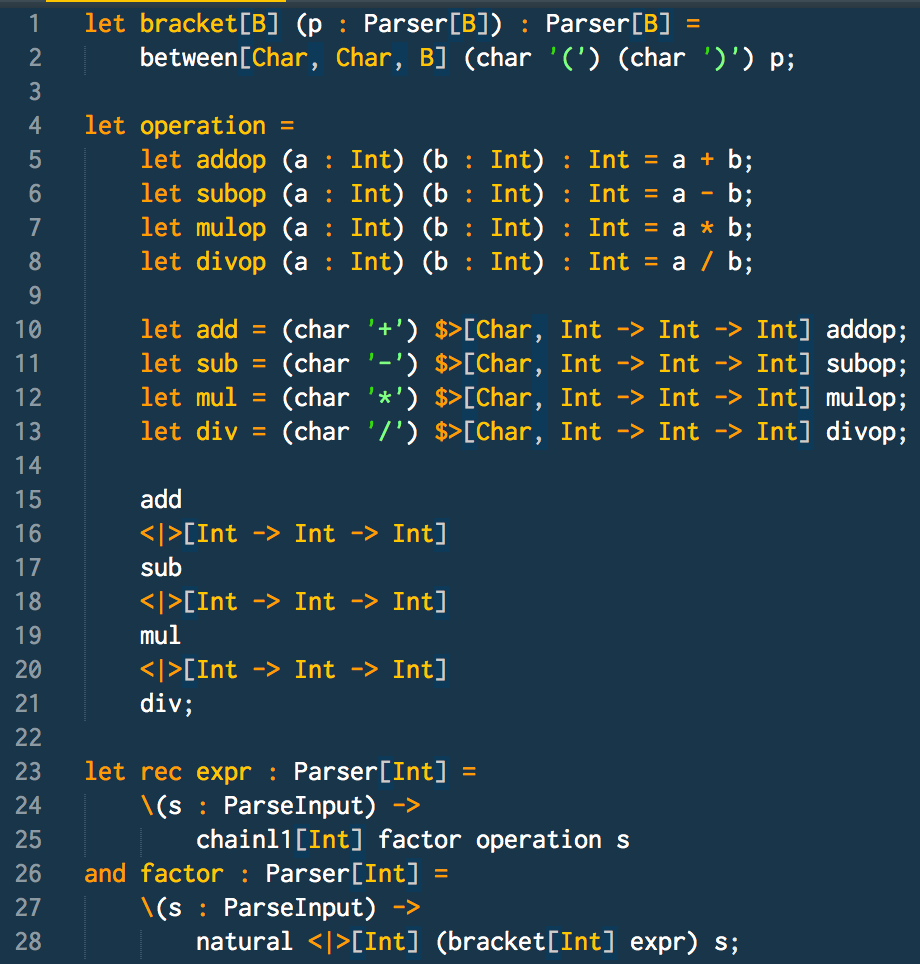 1 let bracket[B] (p : Parser[B]) : Parser[B] =
2     between[Char, Char, B] (char '(') (char ')') p;
3
4 let operation =
5     let addop (a : Int) (b : Int) : Int = a + b;
6     let subop (a : Int) (b : Int) : Int = a - b;
7     let mulop (a : Int) (b : Int) : Int = a * b;
8     let divop (a : Int) (b : Int) : Int = a / b;
9
10     let add = (char '+') $>[Char, Int -> Int -> Int] addop;
11     let sub = (char '-') $>[Char, Int -> Int -> Int] subop;
12     let mul = (char '*') $>[Char, Int -> Int -> Int] mulop;
13     let div = (char '/') $>[Char, Int -> Int -> Int] divop;
14
15     add
16     <|>[Int -> Int -> Int]
17     sub
18     <|>[Int -> Int -> Int]
19     mul
20     <|>[Int -> Int -> Int]
21     div;
22
23 let rec expr : Parser[Int] =
24     \(s : ParseInput) ->
25         chainl1[Int] factor operation s
26 and factor : Parser[Int] =
27     \(s : ParseInput) ->
28         natural <|>[Int] (bracket[Int] expr) s;